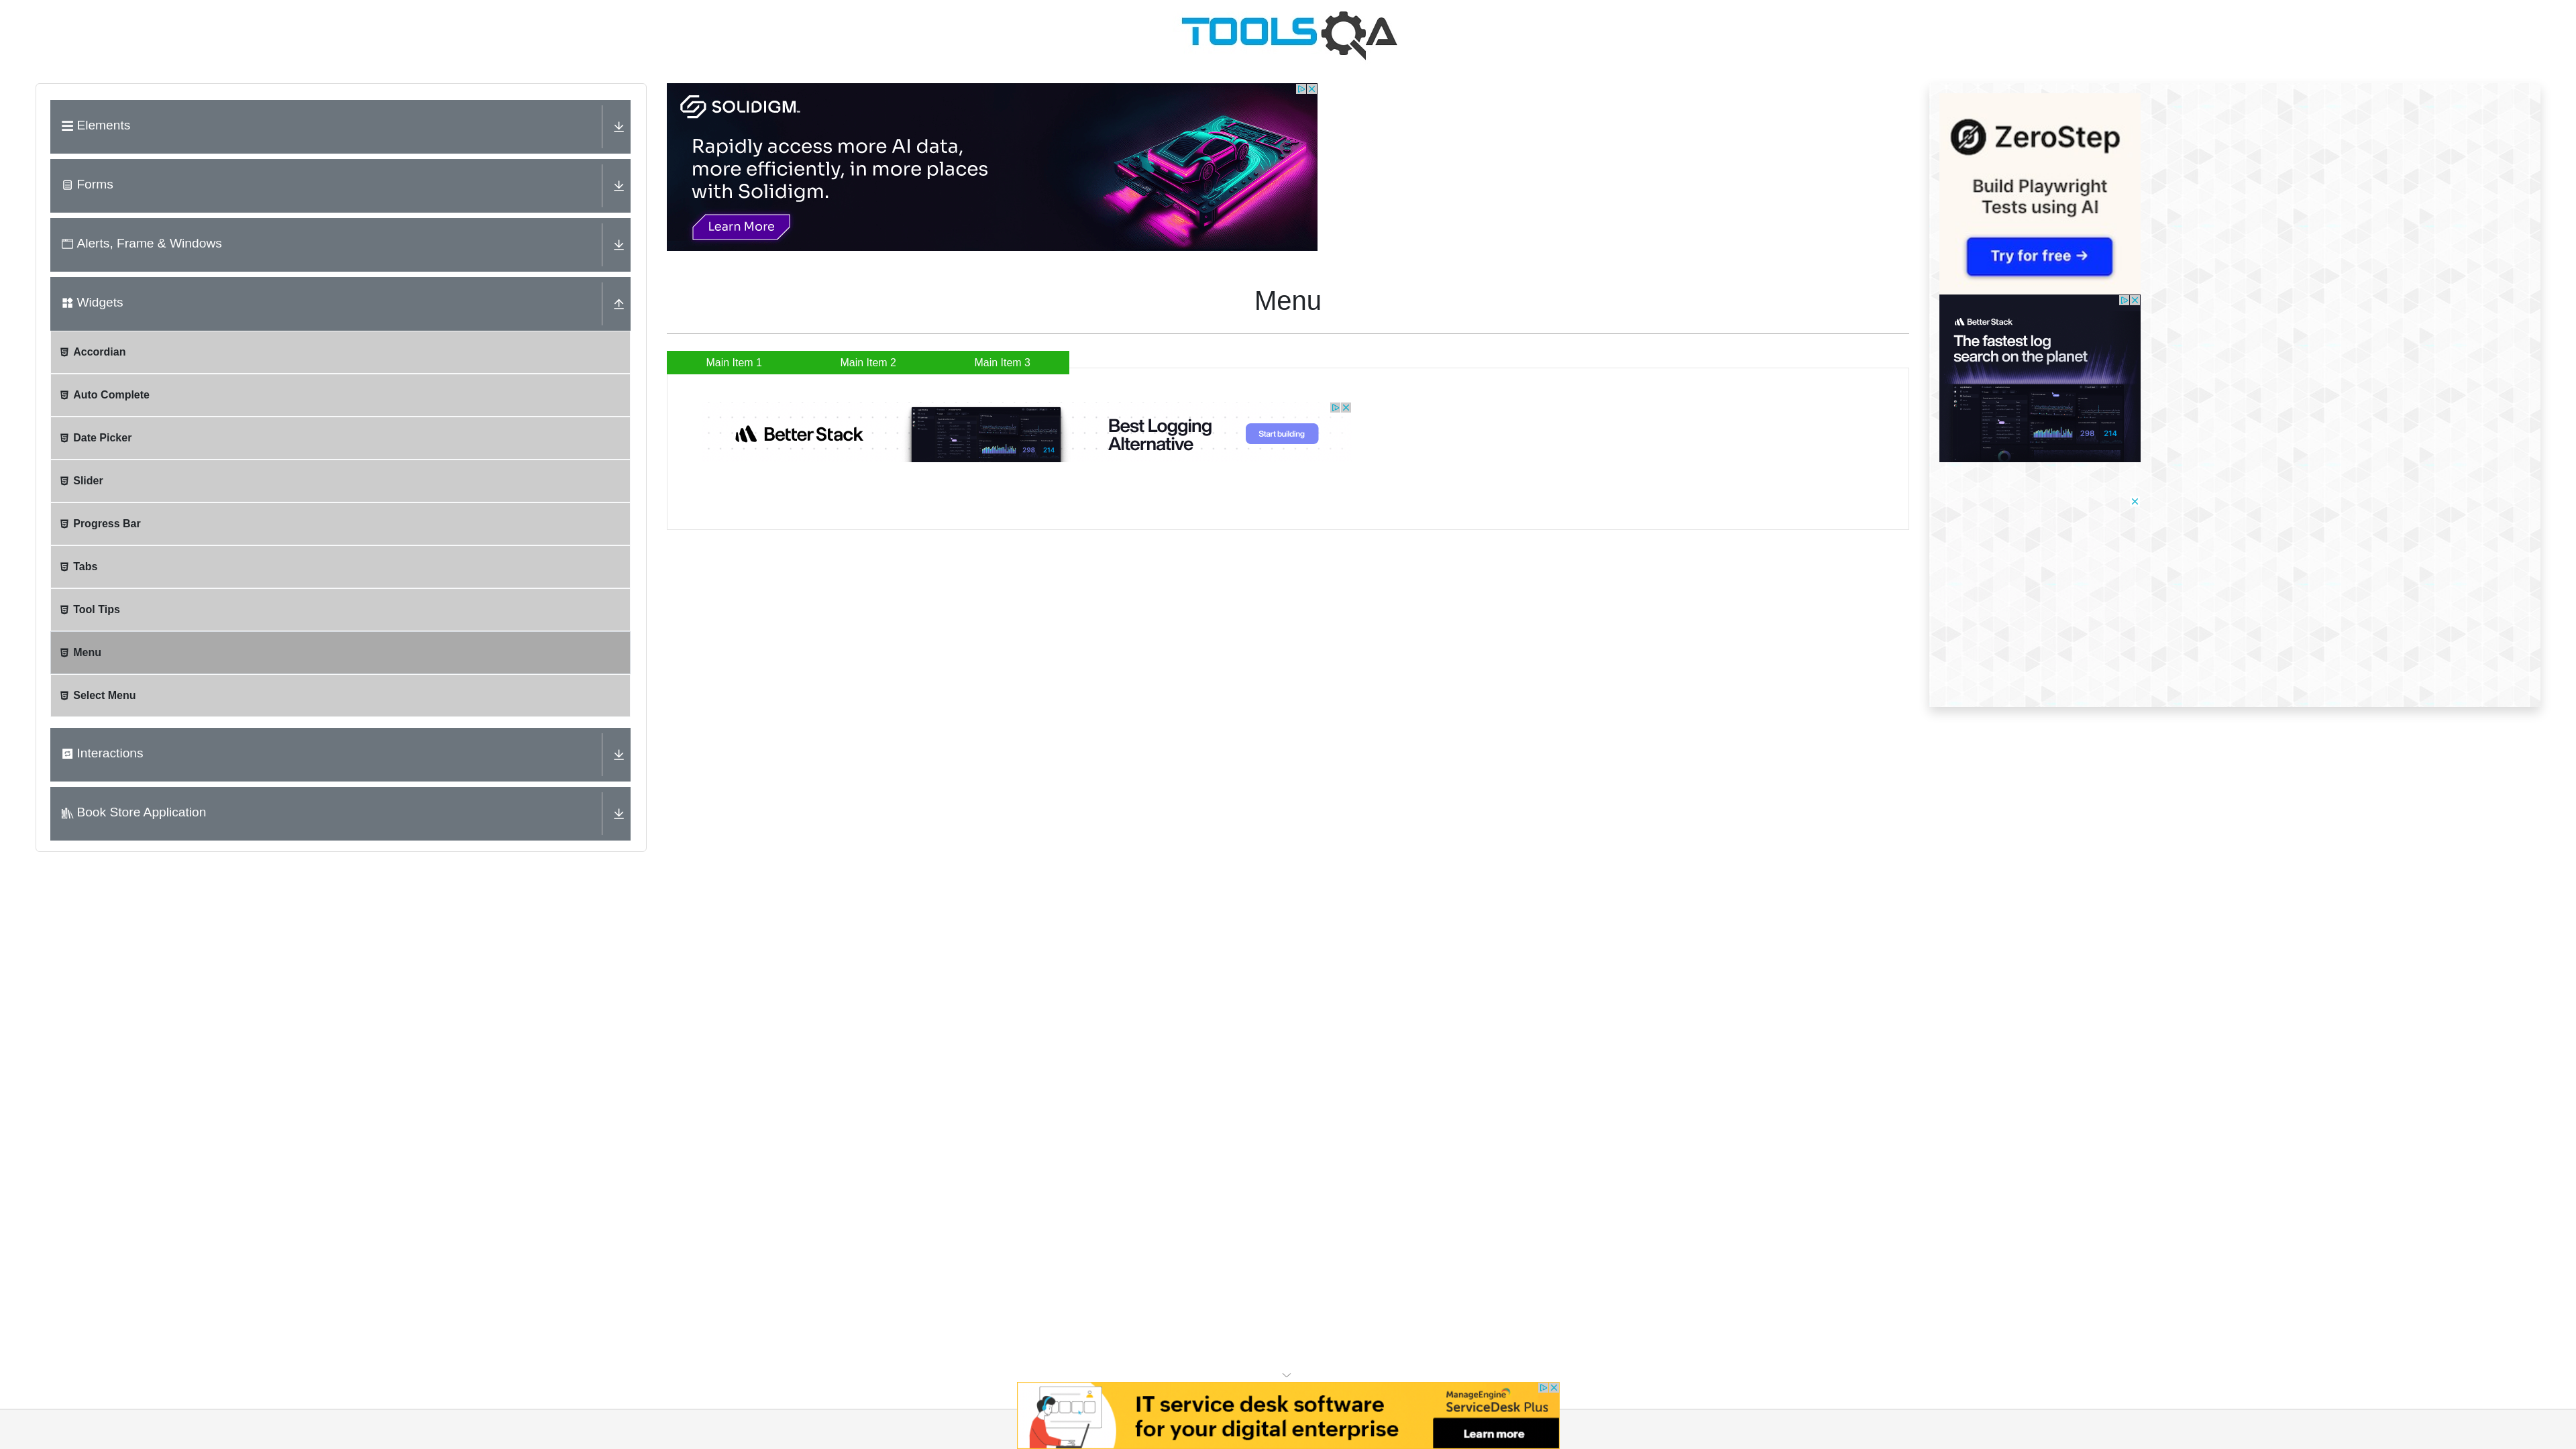 TOOLSQA
Elements
Forms
Alerts, Frame & Windows
Widgets
Accordian
Auto Complete
Date Picker
Slider
Progress Bar
Tabs
Tool Tips
Menu
Select Menu
Interactions
Book Store Application
SOLIDIGM
Rapidly access more AI data,
more efficiently, in more places
with Solidigm.
Learn More
Menu
Main Item 1
Main Item 2
Main Item 3
Better Stack
298 214
Best Logging
Alternative
Start building
ZeroStep
Build Playwright
Tests using AI
Try for free →
Better Stack
The fastest log
search on the planet
298 214
IT service desk software
for your digital enterprise
ManageEngine
ServiceDesk Plus
Learn more